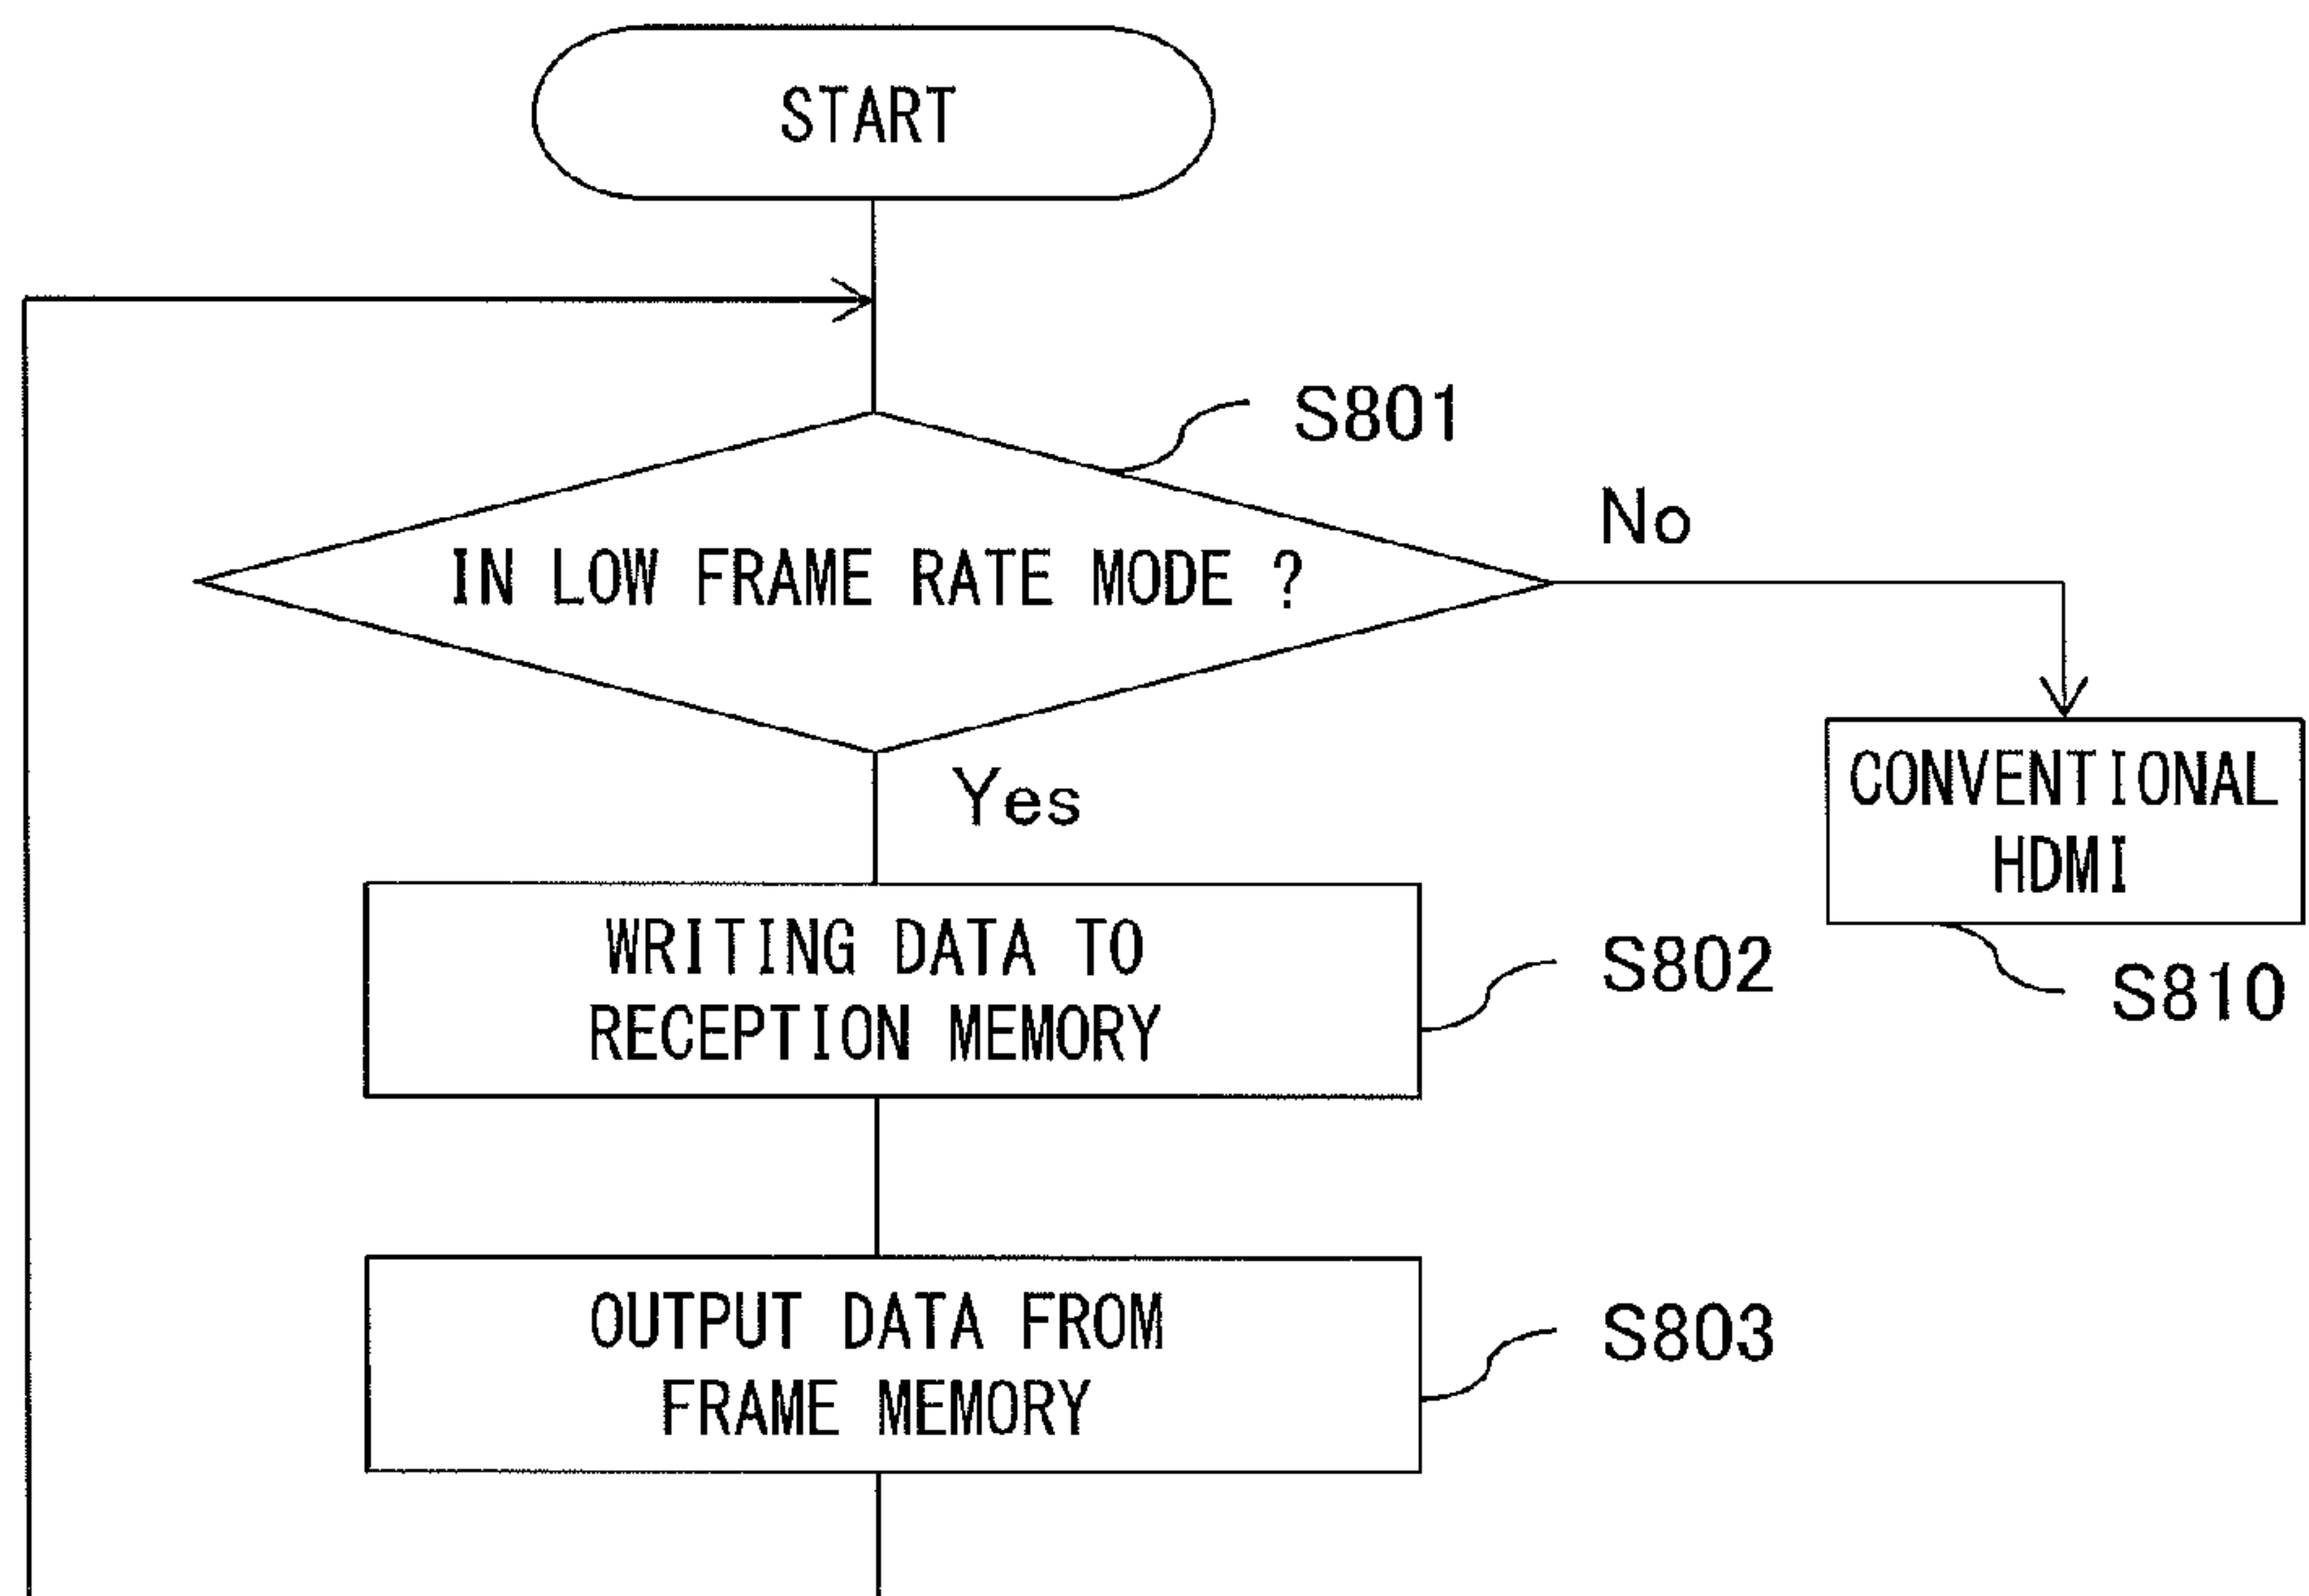 START
S801
No
IN LOW FRAME RATE MODE ?
Yes
CONVENTIONAL
HDMI
S810
WRITING DATA TO
RECEPTION MEMORY
S802
OUTPUT DATA FROM
FRAME MEMORY
S803